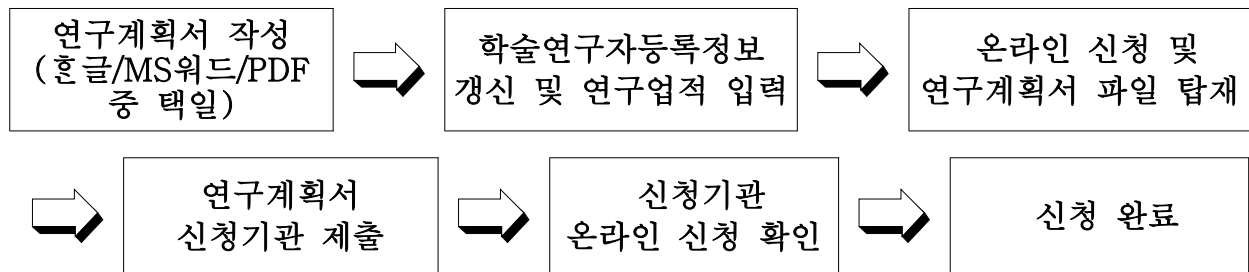 연구계획서 작성
(ᄒᆞᆫ글/MS워드/PDF
중 택일)
학술연구자등록정보
갱신 및 연구업적 입력
온라인 신청 및
연구계획서 파일 탑재
연구계획서
신청기관 제출
신청기관
온라인 신청 확인
신청 완료